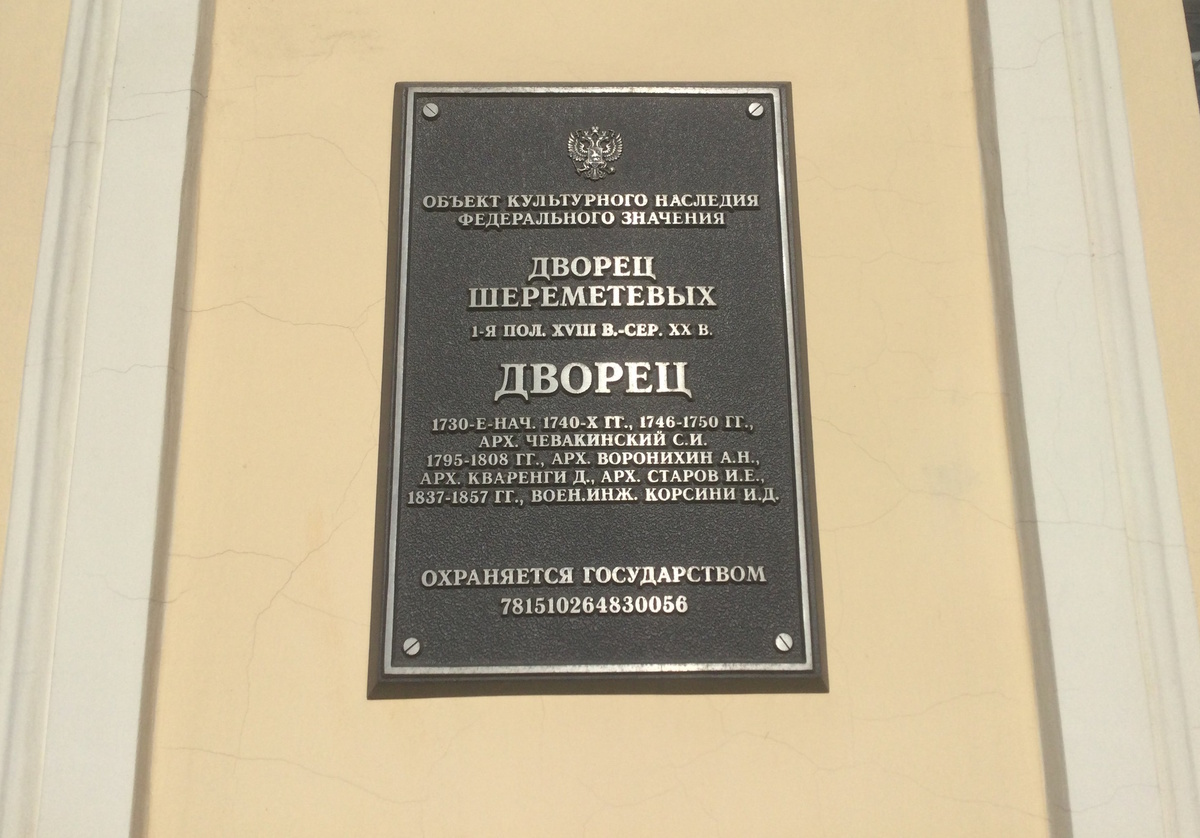 ОБЪЕКТ КУЛЬТУРНОГО НАСЛЕДИЯ
ФЕДЕРАЛЬНОГО ЗНАЧЕНИЯ
ДВОРЕЦ
ШЕРЕМЕТЕВЫХ
1-Я ПОЛ. XVIII В.-СЕР. XX В.
ДВОРЕЦ
1730-Е-НАЧ. 1740-Х ГГ., 1746-1750 ГГ.,
АРХ. ЧЕВАКИНСКИЙ С.И.
1795-1808 ГГ., АРХ. ВОРОНИХИН А.Н.,
АРХ. КВАРЕНГИ Д., АРХ. СТАРОВ И.Е.,
1837-1857 ГГ., ВОЕН.ИНЖ. КОРСИНИ И.Д.
ОХРАНЯЕТСЯ ГОСУДАРСТВОМ
781510264830056